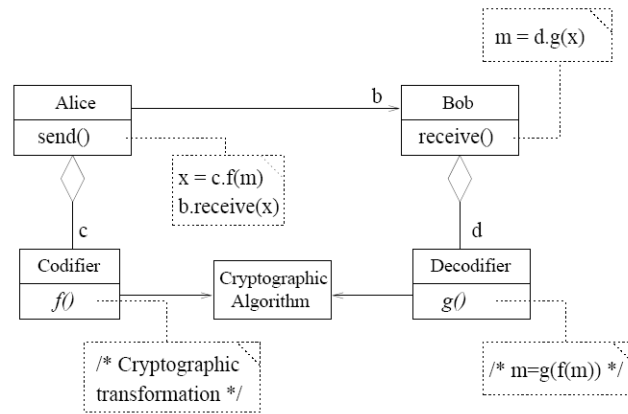 m = d.g(x)
Alice
b
Bob
send()
receive()
x = c.f(m)
b.receive(x)
c
d
Codifier
Cryptographic
Algorithm
Decodifier
f()
g()
/* Cryptographic
transformation */
/* m=g(f(m)) */